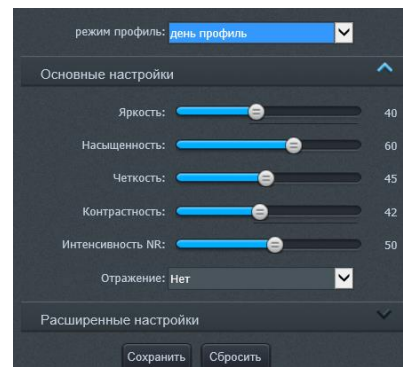 режим профиль: день профиль
Основные настройки
Яркость: 40
Насыщенность: 60
Четкость: 45
Контрастность: 42
Интенсивность NR: 50
Отражение: Нет
Расширенные настройки
Сохранить Сбросить